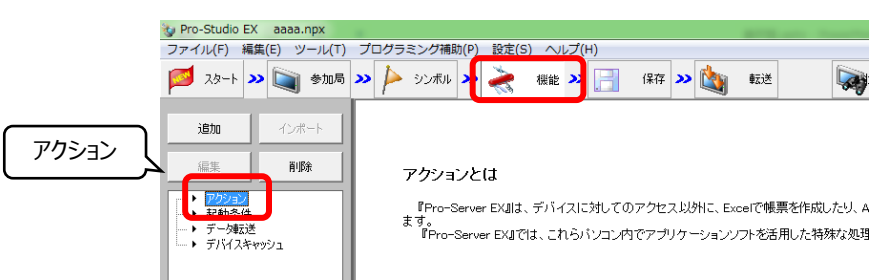 Pro-Studio EX aaaa.npx
ファイル(F) 編集(E) ツール(T) プログラミング補助(P) 設定(S) ヘルプ(H)
NEW スタート 参加局 シンボル 機能 保存 転送
追加 インポート
アクション
編集 削除
アクション
起動条件
データ転送
デバイスキャッシュ
アクションとは
『Pro-Server EX』は、デバイスに対してのアクセス以外に、Excelで帳票を作成したり、A
ます。
『Pro-Server EX』では、これらパソコン内でアプリケーションソフトを活用した特殊な処理